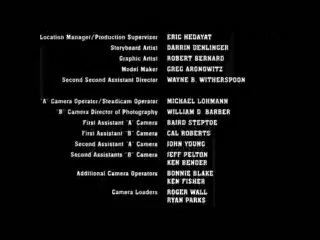 Location Manager/Production Supervisor ERIC HEDAYAT
Storyboard Artist DARRIN DENLINGER
Graphic Artist ROBERT BERNARD
Model Maker GREG ARONOWITZ
Second Second Assistant Director WAYNE B. WITHERSPOON
"A" Camera Operator/Steadicam Operator MICHAEL LOHMANN
"B" Camera Director of Photography WILLIAM D BARBER
First Assistant "A" Camera BAIRD STEPTOE
First Assistant "B" Camera CAL ROBERTS
Second Assistant "A" Camera JOHN YOUNG
Second Assistants "B" Camera JEFF PELTON
KEN BENDER
Additional Camera Operators BONNIE BLAKE
KEN FISHER
Camera Loaders ROGER WALL
RYAN PARKS